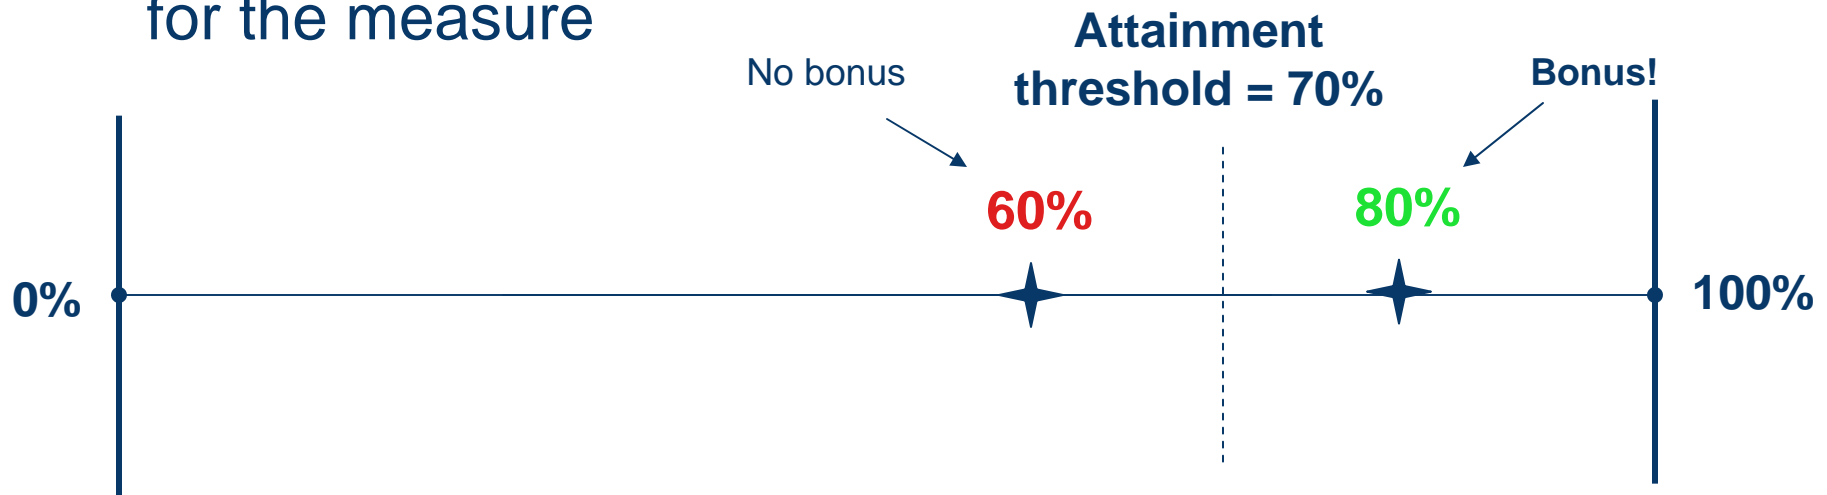 for the measure
Attainment
threshold = 70%
No bonus
Bonus!
60%
80%
0%
100%